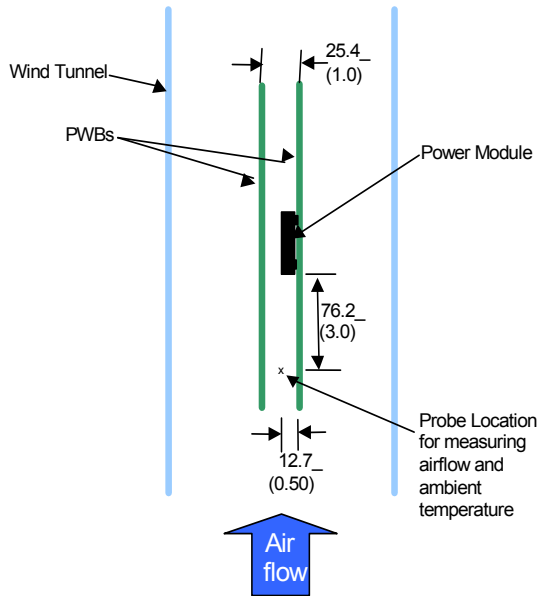 25.4_
(1.0)
Wind Tunnel
PWBs
Power Module
76.2_
(3.0)
x
Probe Location
for measuring
airflow and
ambient
temperature
12.7_
(0.50)
Air
flow